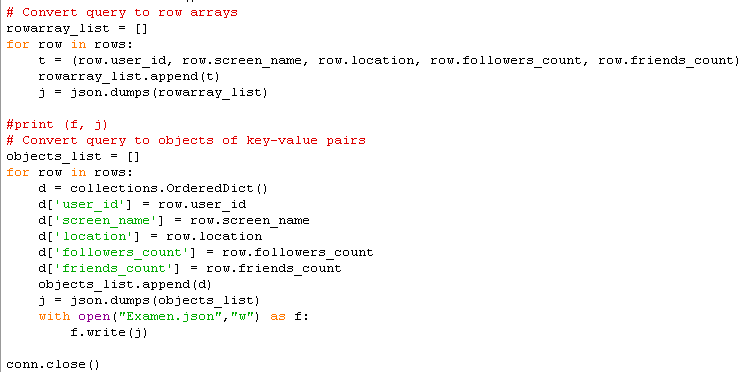 # Convert query to row arrays
rowarray_list = []
for row in rows:
    t = (row.user_id, row.screen_name, row.location, row.followers_count, row.friends_count)
    rowarray_list.append(t)
    j = json.dumps(rowarray_list)

#print (f, j)
# Convert query to objects of key-value pairs
objects_list = []
for row in rows:
    d = collections.OrderedDict()
    d['user_id'] = row.user_id
    d['screen_name'] = row.screen_name
    d['location'] = row.location
    d['followers_count'] = row.followers_count
    d['friends_count'] = row.friends_count
    objects_list.append(d)
    j = json.dumps(objects_list)
    with open("Examen.json","w") as f:
        f.write(j)

conn.close()